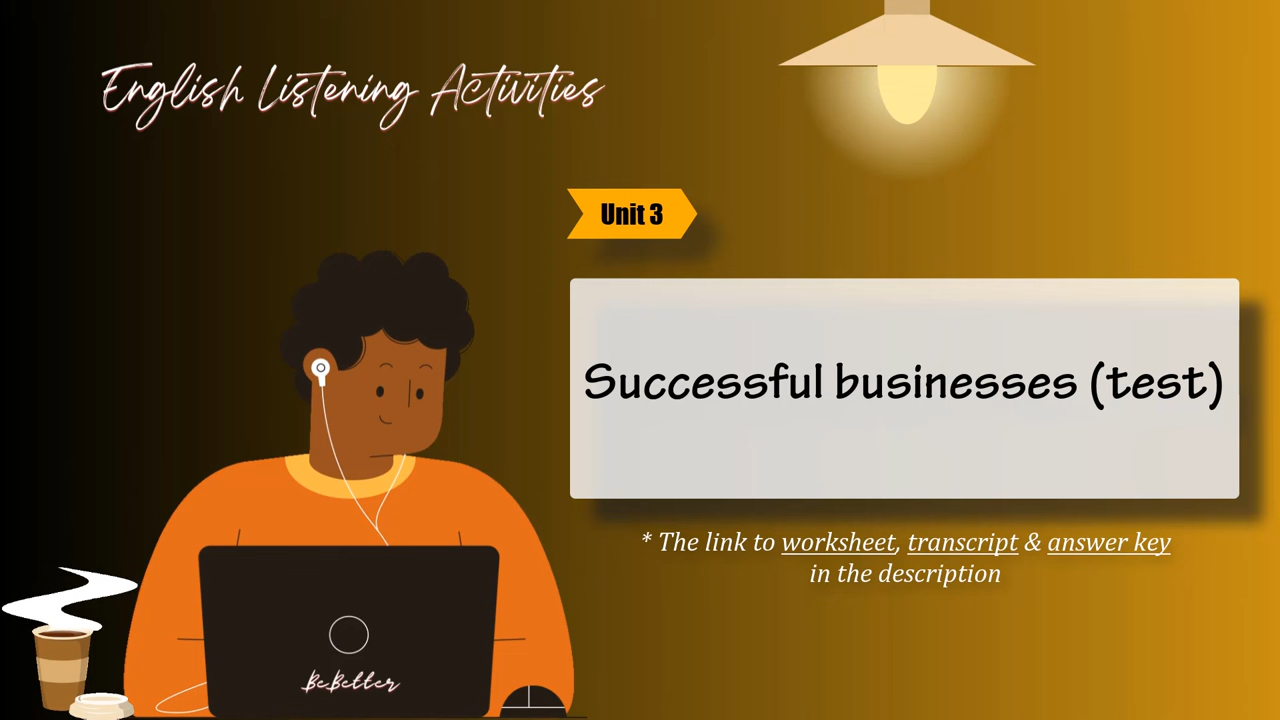 English Listening Activities
Unit 3
Successful businesses (test)
* The link to worksheet, transcript & answer key
in the description
BeBetter